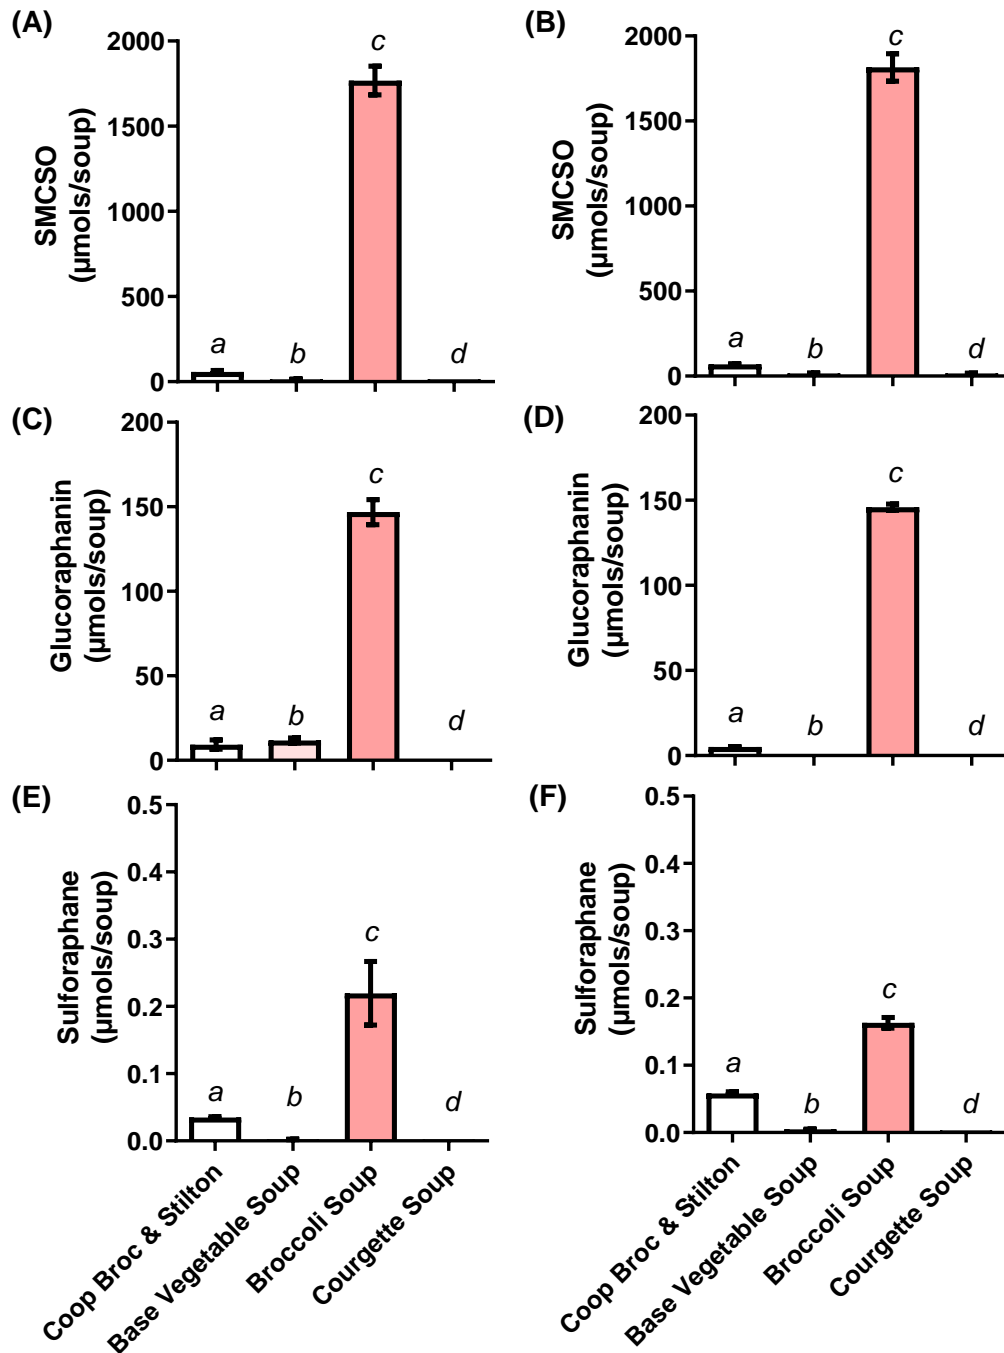 (A)
SMCSO
(µmols/soup)
2000
1500
1000
500
0
a
b
c
d
(B)
SMCSO
(µmols/soup)
2000
1500
1000
500
0
a
b
c
d
(C)
Glucoraphanin
(µmols/soup)
200
150
100
50
0
a
b
c
d
(D)
Glucoraphanin
(µmols/soup)
200
150
100
50
0
a
b
c
d
(E)
Sulforaphane
(µmols/soup)
0.5
0.4
0.3
0.2
0.1
0.0
a
b
c
d
Coop Broc & Stilton
Base Vegetable Soup
Broccoli Soup
Courgette Soup
(F)
Sulforaphane
(µmols/soup)
0.5
0.4
0.3
0.2
0.1
0.0
a
b
c
d
Coop Broc & Stilton
Base Vegetable Soup
Broccoli Soup
Courgette Soup